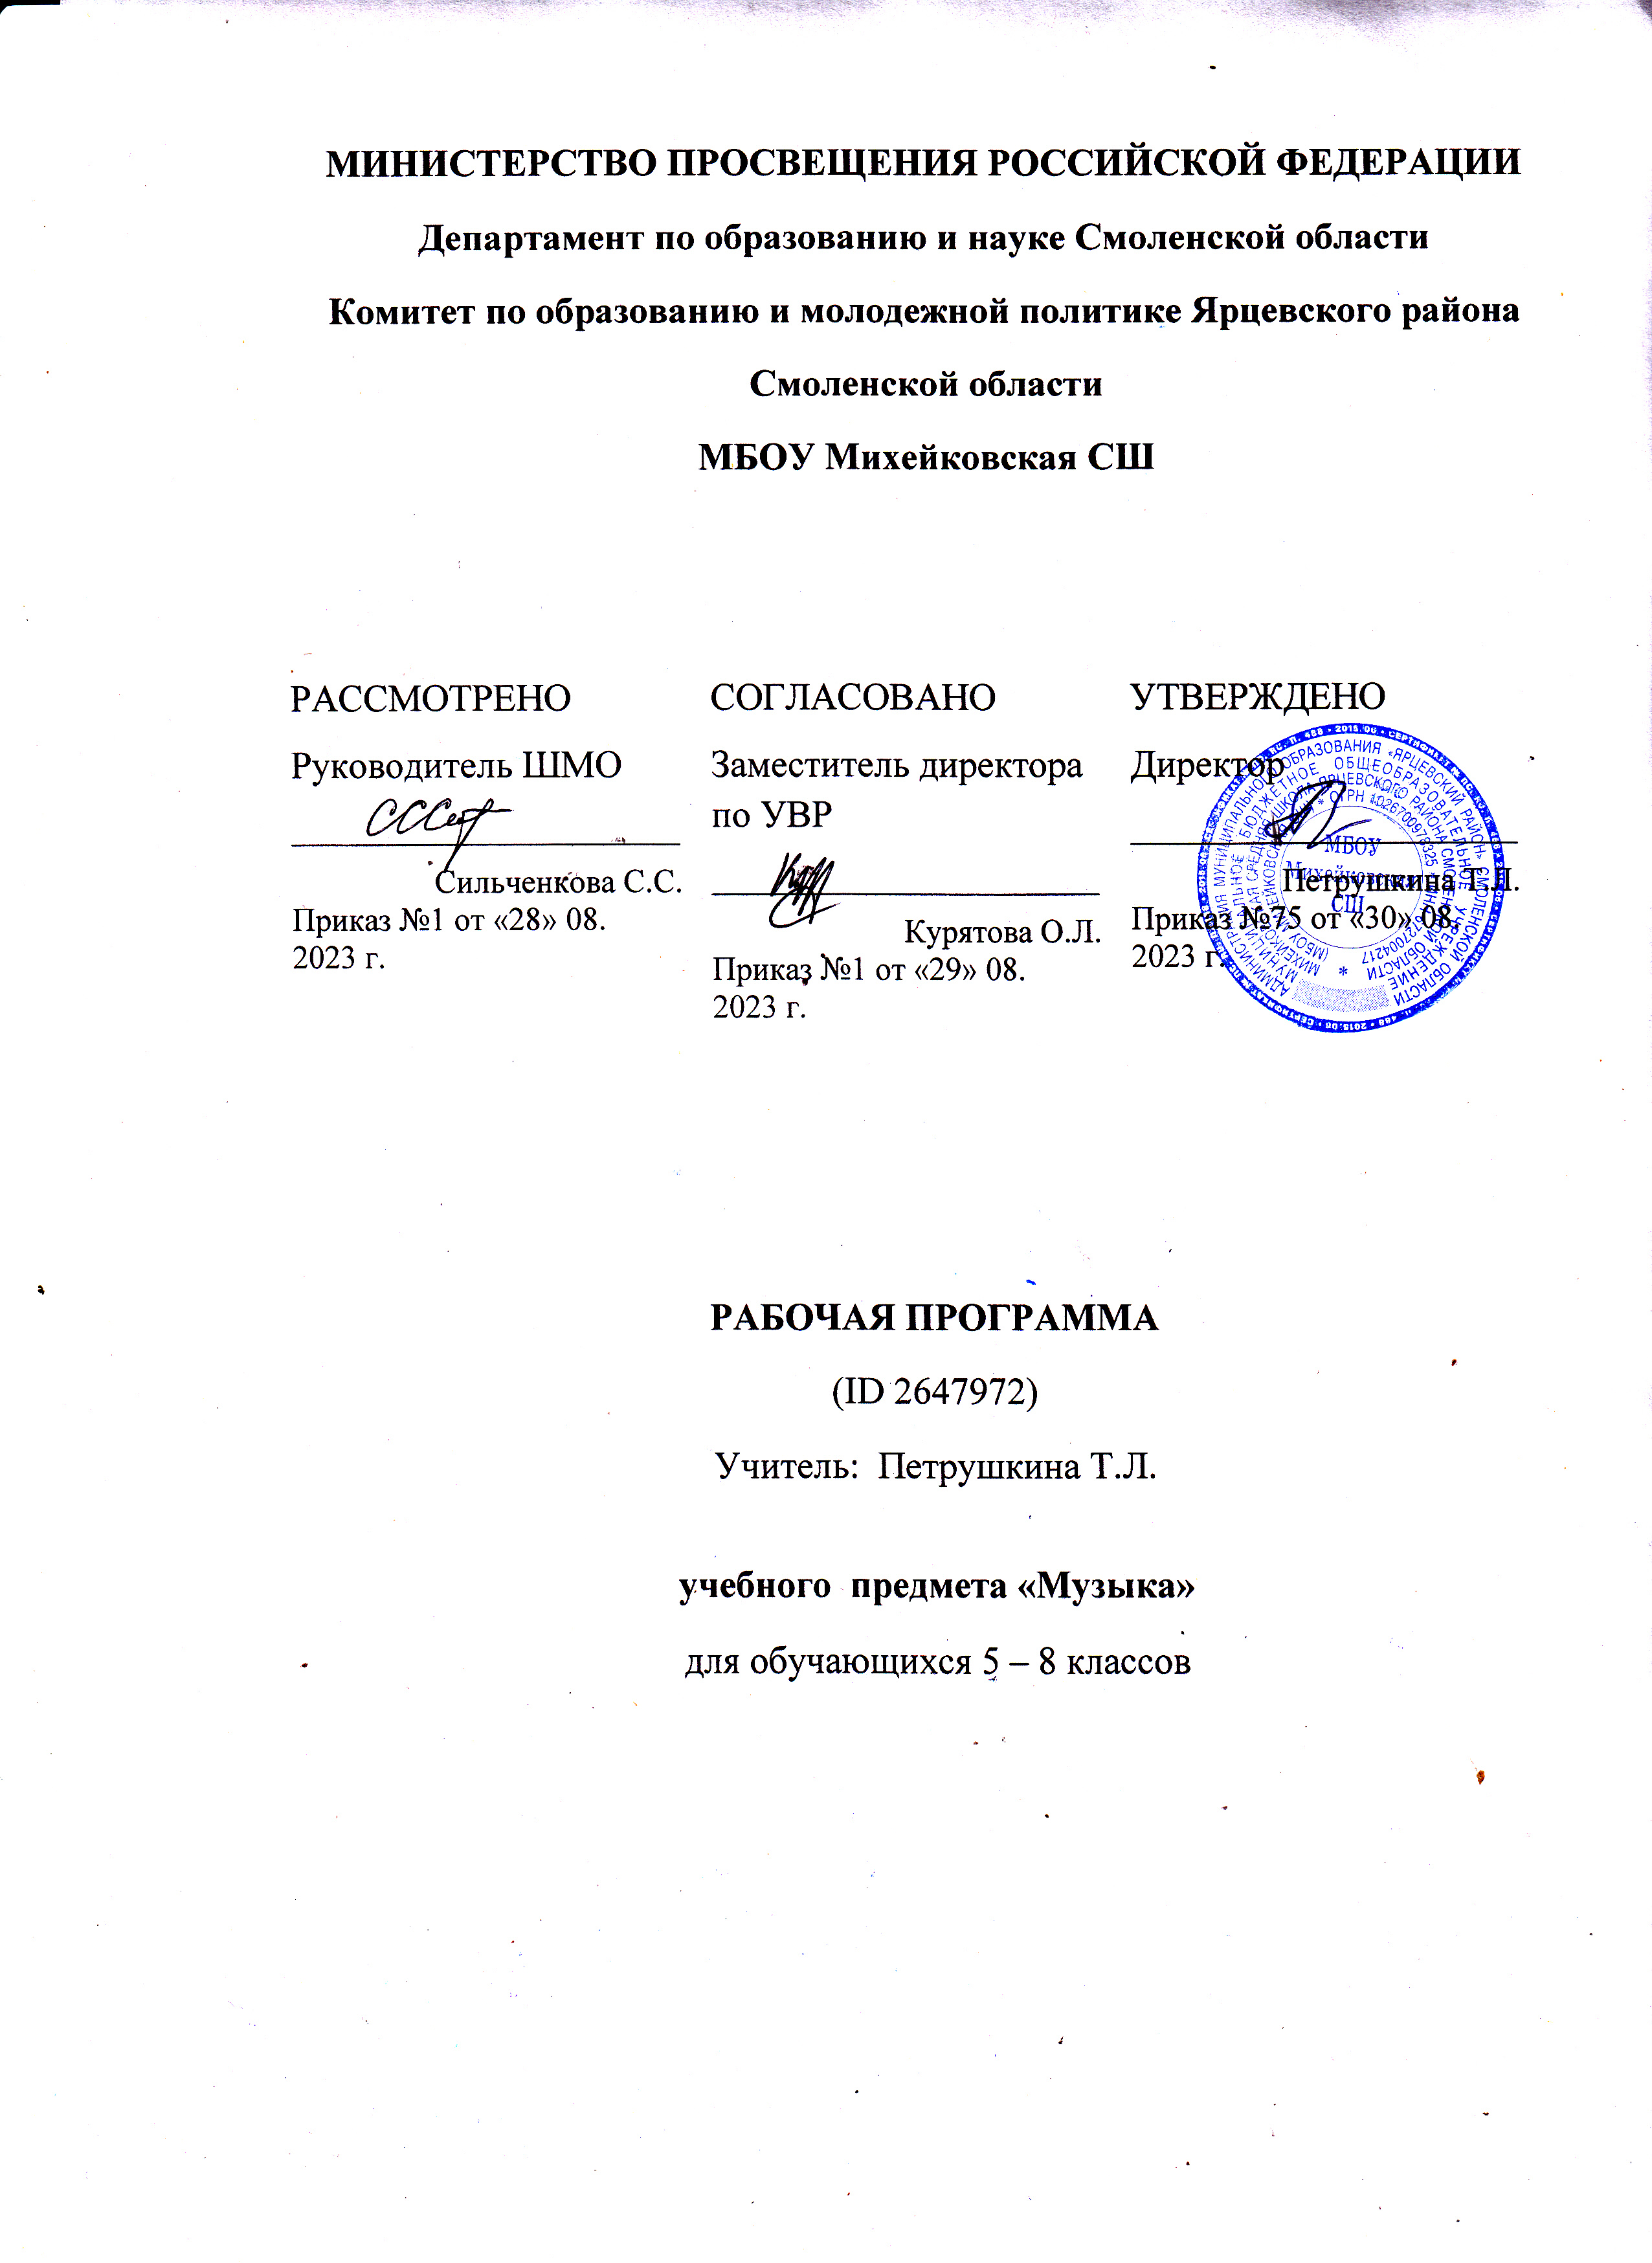 МИНИСТЕРСТВО ПРОСВЕЩЕНИЯ РОССИЙСКОЙ ФЕДЕРАЦИИ
Департамент по образованию и науке Смоленской области
Комитет по образованию и молодежной политике Ярцевского района
Смоленской области
МБОУ Михейковская СШ
РАССМОТРЕНО
Руководитель ШМО
Сильченкова С.С.
Приказ №1 от «28» 08.
2023 г.
СОГЛАСОВАНО
Заместитель директора
по УВР
Курятова О.Л.
Приказ №1 от «29» 08.
2023 г.
УТВЕРЖДЕНО
Директор
Петрушкина Т.Л.
Приказ №75 от «30» 08.
2023 г.
МБОУ
Михейковская
СШ
РАБОЧАЯ ПРОГРАММА
(ID 2647972)
Учитель:  Петрушкина Т.Л.
учебного  предмета «Музыка»
для обучающихся 5 – 8 классов